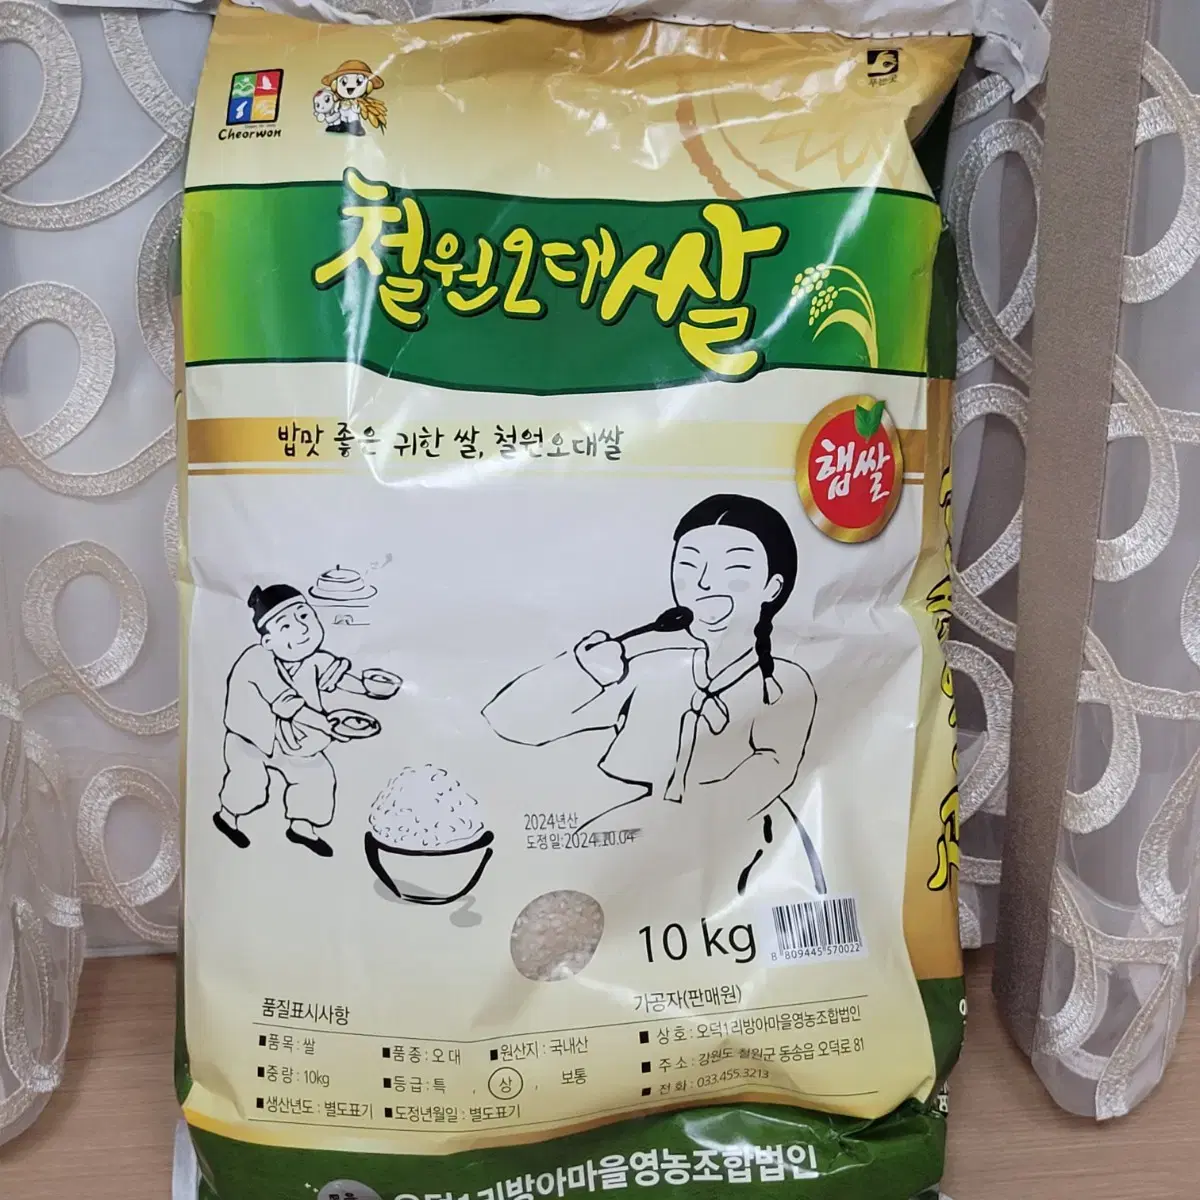 Cheorwon
푸른숲
철원오대쌀
밥맛 좋은 귀한 쌀, 철원오대쌀
햅쌀
2024년산
도정일:2024.10.04
10 kg
8 809445 570022
품질표시사항
■품목 : 쌀 ■품종 : 오 대 ■원산지 : 국내산
■중량 : 10kg ■등급 : 특 , 상 , 보통
■생산년도 : 별도표기 ■도정년월일 : 별도표기
가공자(판매원)
■ 상 호 : 오덕1리방아마을영농조합법인
■ 주 소 : 강원도 철원군 동송읍 오덕로 81
■ 전 화 : 033.455.3213
오덕1리방아마을영농조합법인